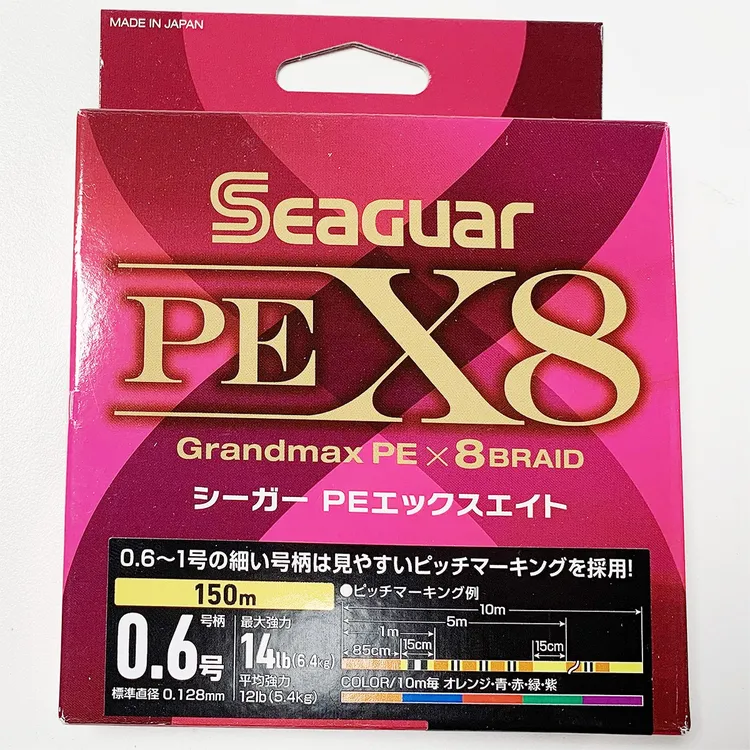 MADE IN JAPAN
SEAGUAR
PE X8
Grandmax PE×8BRAID
シーガー PEエックスエイト
0.6～1号の細い号柄は見やすいピッチマーキングを採用!
150m
号柄
0.6号
標準直径 0.128mm
最大強力
14lb(6.4kg)
平均強力
12lb(5.4kg)
●ピッチマーキング例
10m
5m
1m
85cm 15cm 15cm
COLOR/10m毎 オレンジ・青・赤・緑・紫